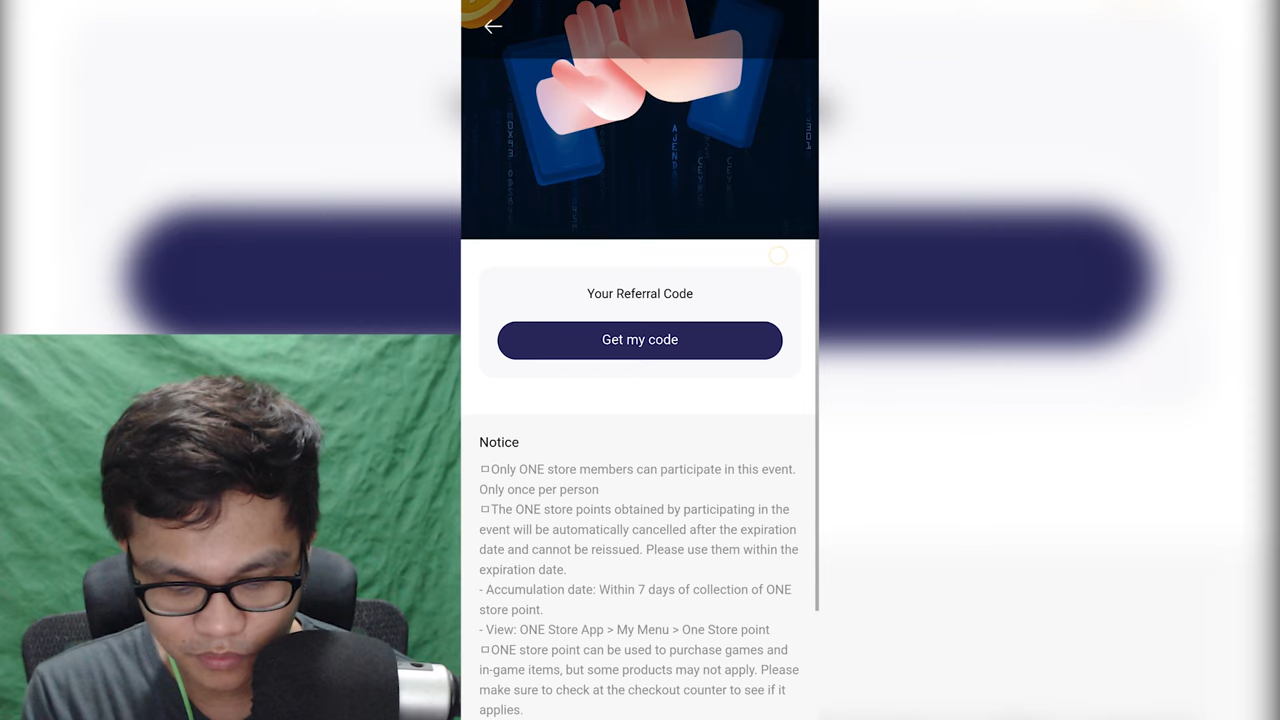 Your Referral Code
Get my code
Notice
ㅁOnly ONE store members can participate in this event.
Only once per person
ㅁThe ONE store points obtained by participating in the
event will be automatically cancelled after the expiration
date and cannot be reissued. Please use them within the
expiration date.
- Accumulation date: Within 7 days of collection of ONE
store point.
- View: ONE Store App > My Menu > One Store point
ㅁONE store point can be used to purchase games and
in-game items, but some products may not apply. Please
make sure to check at the checkout counter to see if it
applies.